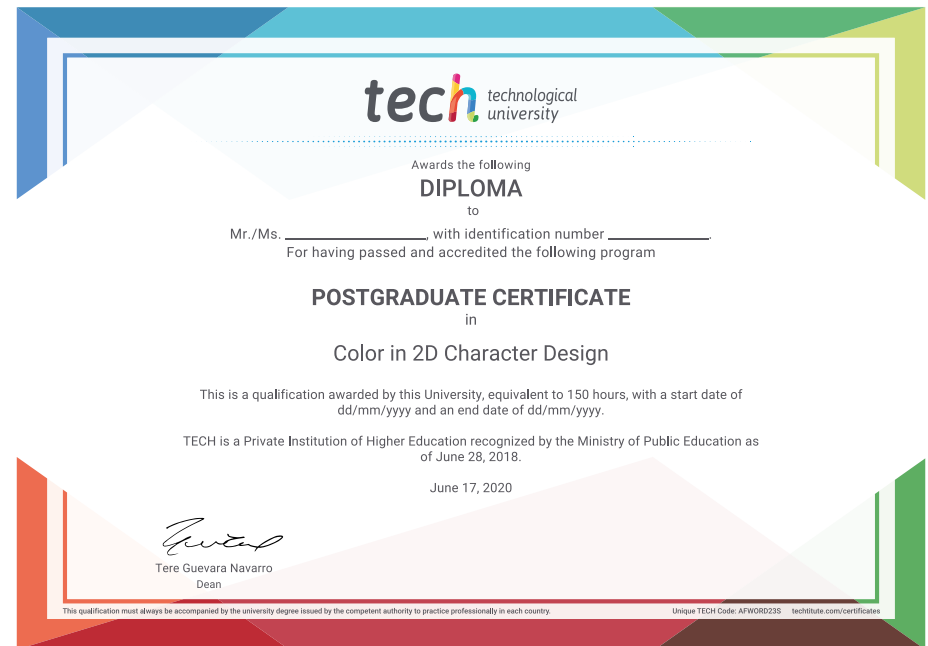 tech technological
university
Awards the following
DIPLOMA
to
Mr./Ms. ____________________, with identification number ______________.
For having passed and accredited the following program
POSTGRADUATE CERTIFICATE
in
Color in 2D Character Design
This is a qualification awarded by this University, equivalent to 150 hours, with a start date of
dd/mm/yyyy and an end date of dd/mm/yyyy.
TECH is a Private Institution of Higher Education recognized by the Ministry of Public Education as
of June 28, 2018.
June 17, 2020
Tere Guevara Navarro
Dean
This qualification must always be accompanied by the university degree issued by the competent authority to practice professionally in each country. Unique TECH Code: AFWORD23S techtitute.com/certificates